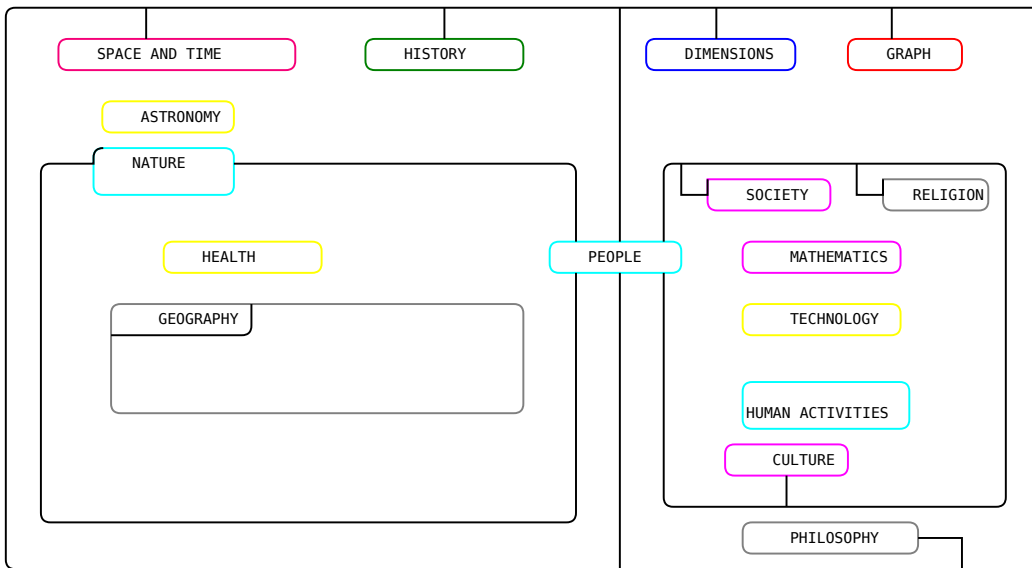 SPACE AND TIME
HISTORY
DIMENSIONS
GRAPH
ASTRONOMY
NATURE
SOCIETY
RELIGION
HEALTH
PEOPLE
MATHEMATICS
GEOGRAPHY
TECHNOLOGY
HUMAN ACTIVITIES
CULTURE
PHILOSOPHY